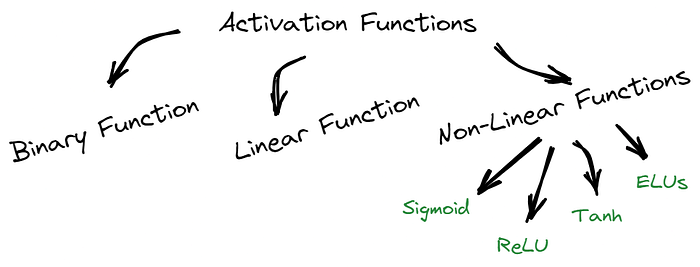 Activation Functions
Binary Function
Linear Function
Non-Linear Functions
Sigmoid
ReLU
Tanh
ELUs